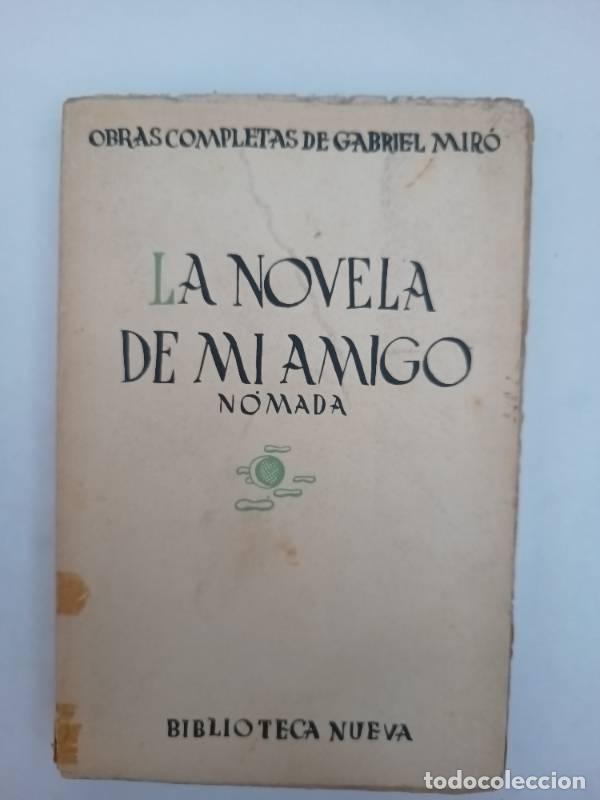 OBRAS COMPLETAS DE GABRIEL MIRÓ
LA NOVELA
DE MI AMIGO
NÓMADA
BIBLIOTECA NUEVA
todocoleccion